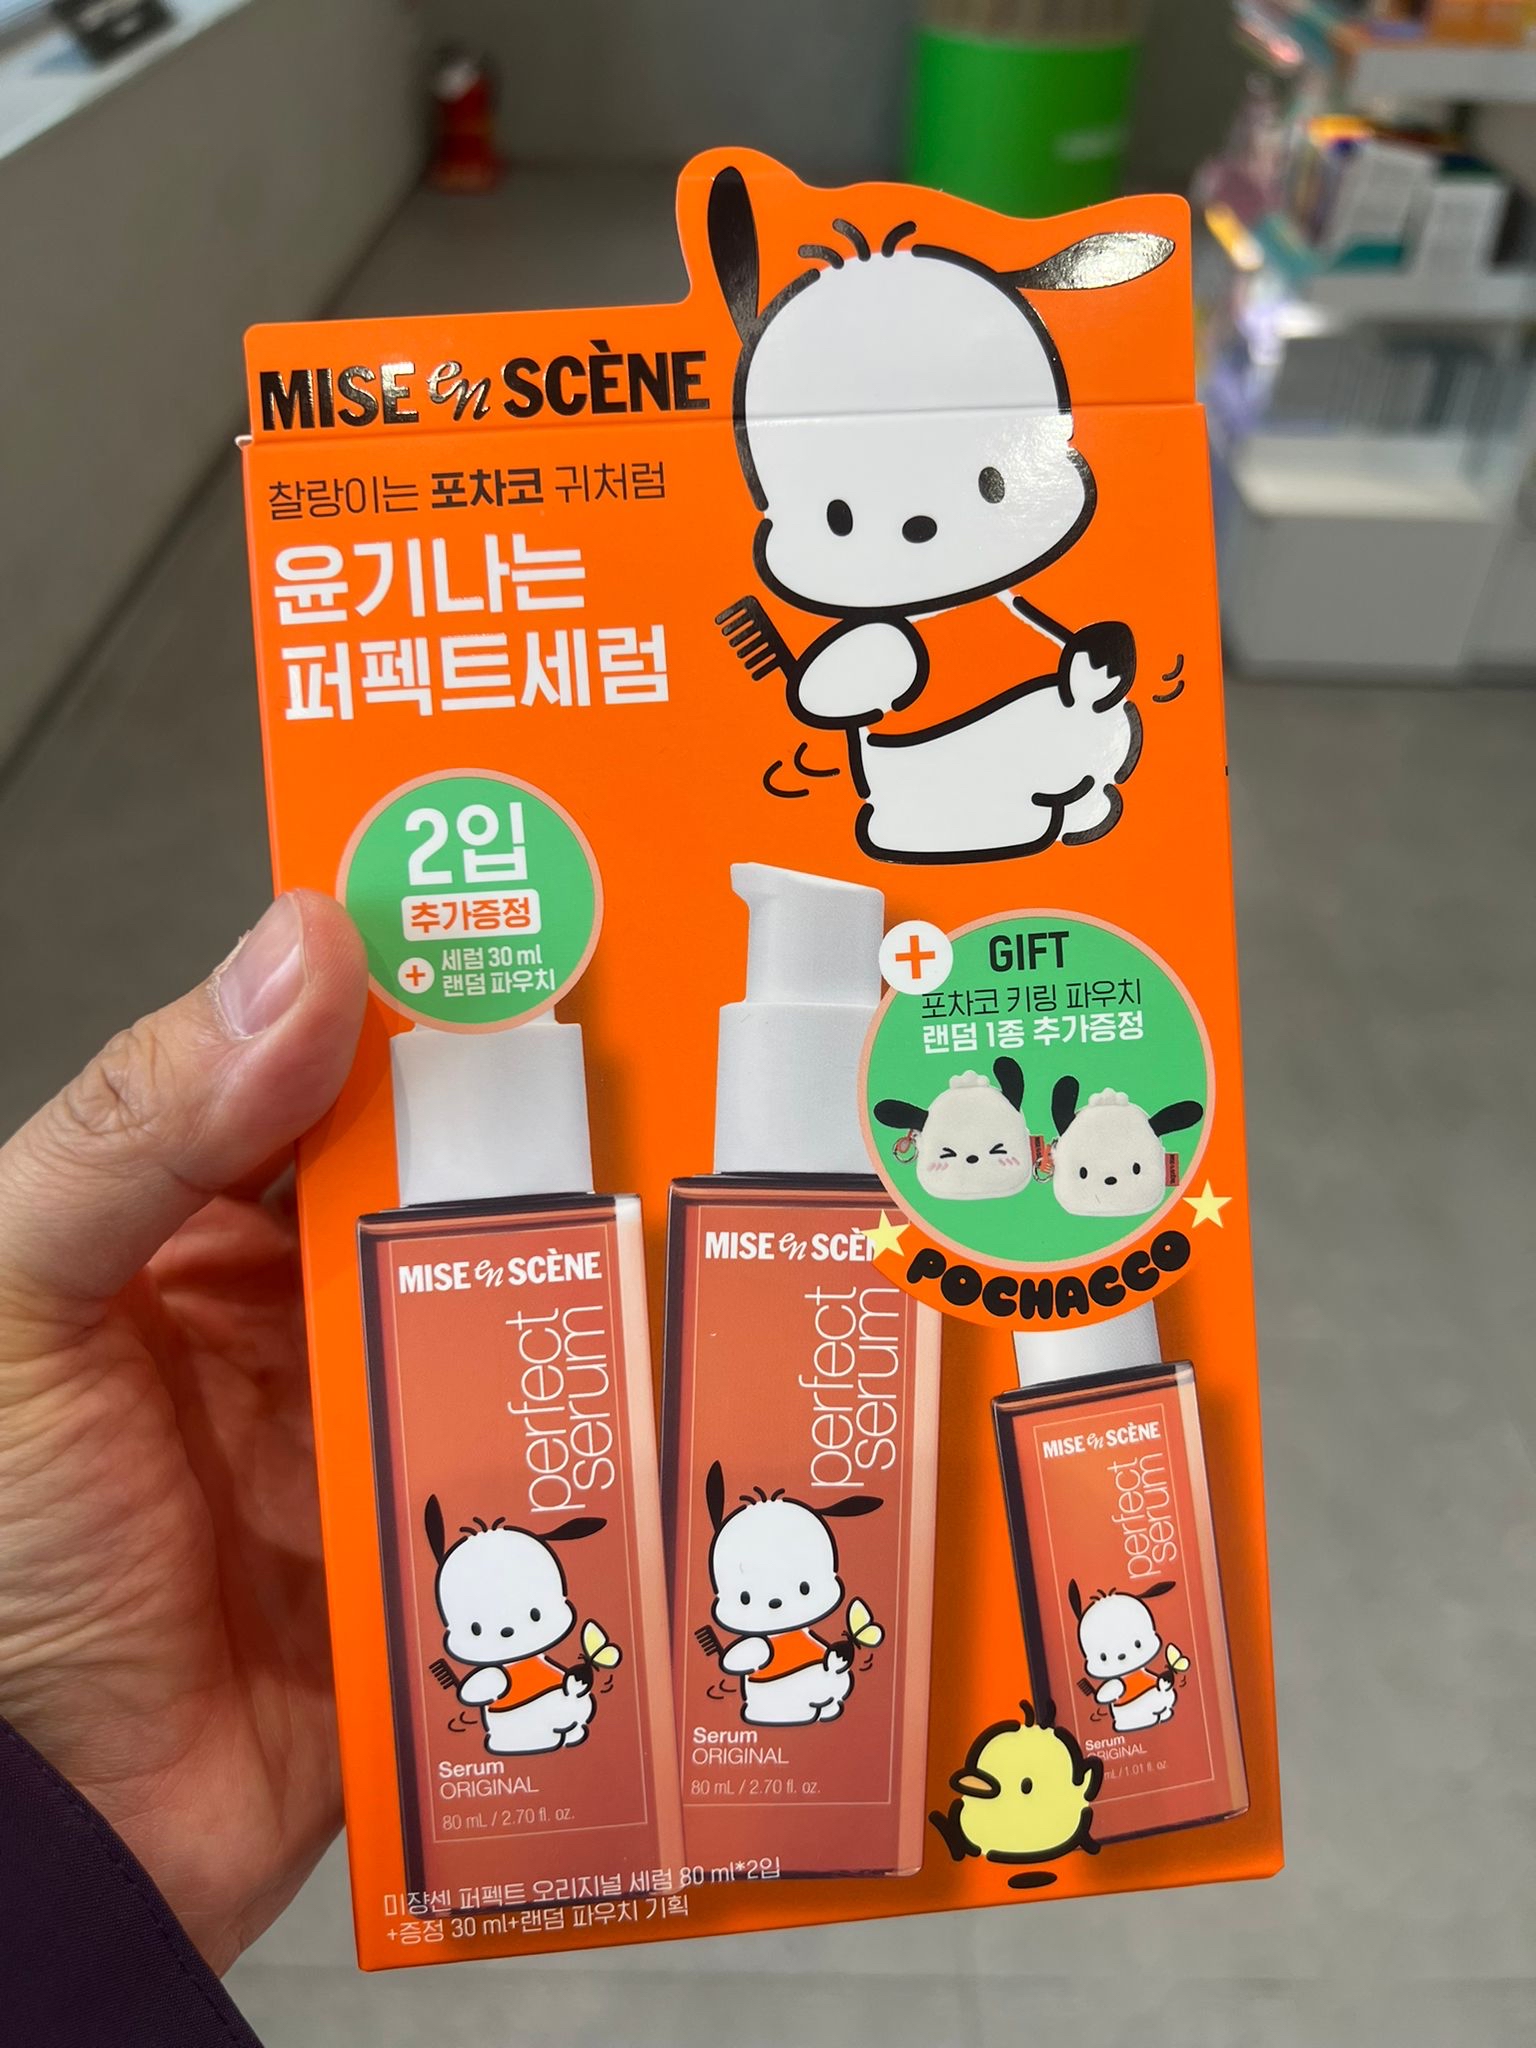 MISE en SCÈNE
찰랑이는 포차코 귀처럼
윤기나는
퍼펙트세럼
2입
추가증정
+ 세럼 30 ml
랜덤 파우치
+ GIFT
포차코 키링 파우치
랜덤 1종 추가증정
POCHACCO
MISE en SCÈNE
perfect
serum
Serum
ORIGINAL
80 mL / 2.70 fl. oz.
MISE en SCÈN
perfect
serum
Serum
ORIGINAL
80 mL / 2.70 fl. oz.
MISE en SCÈNE
perfect
serum
Serum
ORIGINAL
mL / 1.01 fl. oz.
미쟝센 퍼펙트 오리지널 세럼 80 ml*2입
+증정 30 ml+랜덤 파우치 기획